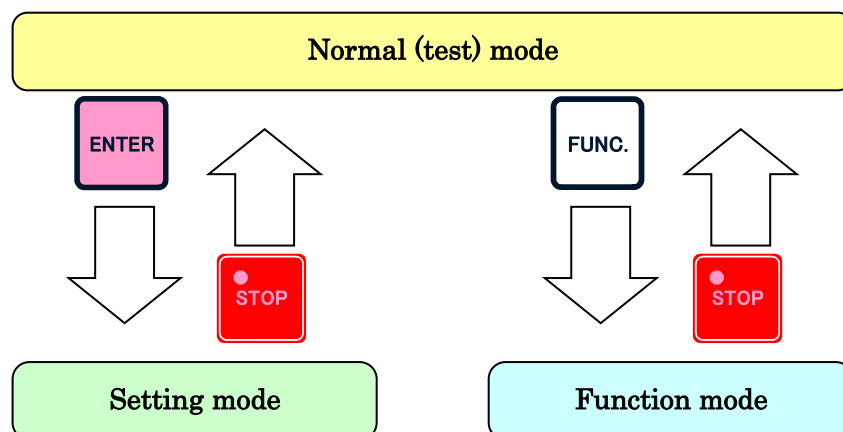 Normal (test) mode
ENTER
FUNC.
STOP
STOP
Setting mode
Function mode